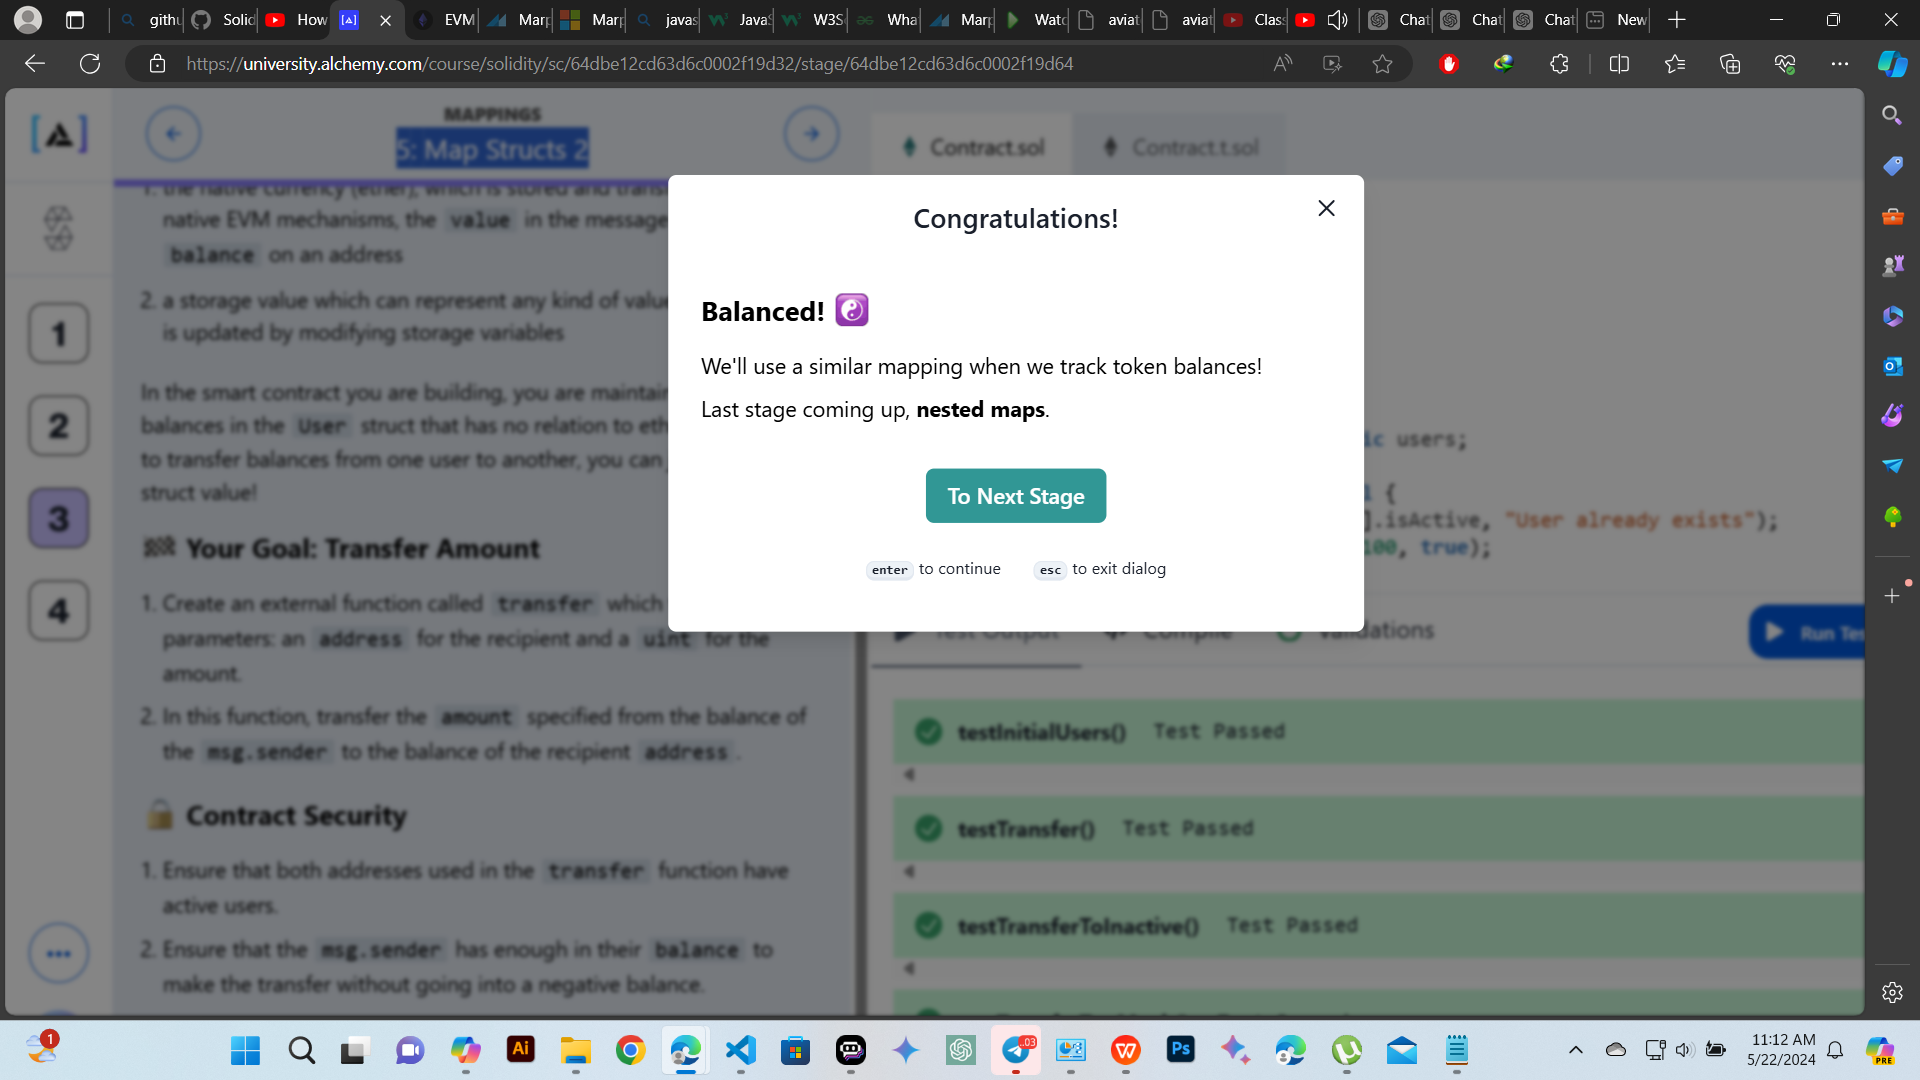 githu
Solid
How
EVM
Marp
Marp
javas
JavaS
W3S
Wha
Marp
Watc
aviat
aviat
Clas
Chat
Chat
Chat
New
https://university.alchemy.com/course/solidity/sc/64dbe12cd63d6c0002f19d32/stage/64dbe12cd63d6c0002f19d64
MAPPINGS
5: Map Structs 2
Contract.sol
Contract.t.sol
1. the native currency (ether), which is stored and trans
native EVM mechanisms, the value in the message
balance on an address
2. a storage value which can represent any kind of value
is updated by modifying storage variables
In the smart contract you are building, you are maintain
balances in the User struct that has no relation to eth
to transfer balances from one user to another, you can
struct value!
Your Goal: Transfer Amount
1. Create an external function called transfer which
parameters: an address for the recipient and a uint for the
amount.
2. In this function, transfer the amount specified from the balance of
the msg.sender to the balance of the recipient address.
Contract Security
1. Ensure that both addresses used in the transfer function have
active users.
2. Ensure that the msg.sender has enough in their balance to
make the transfer without going into a negative balance.
1
2
3
4
Congratulations!
Balanced! ☯
We'll use a similar mapping when we track token balances!
Last stage coming up, nested maps.
To Next Stage
enter to continue
esc to exit dialog
ic users;
l {
].isActive, "User already exists");
100, true);
Test Output
Compile
Validations
Run Tes
testInitialUsers() Test Passed
testTransfer() Test Passed
testTransferToInactive() Test Passed
1
Ai
.03
Ps
11:12 AM
5/22/2024
PRE